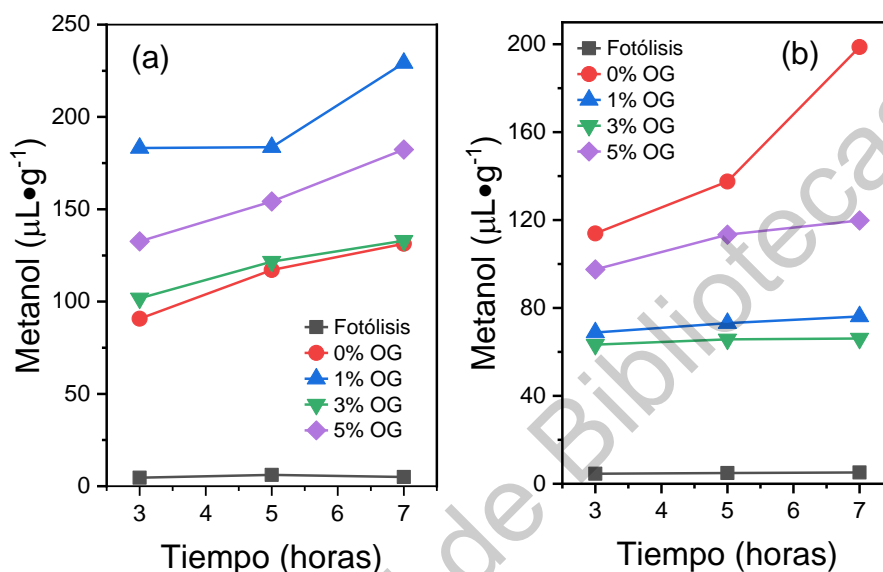 (a)
Metanol (μL●g⁻¹)
250
200
150
100
50
0
3
4
5
6
7
Tiempo (horas)
Fotólisis
0% OG
1% OG
3% OG
5% OG
(b)
Metanol (μL●g⁻¹)
200
160
120
80
40
0
3
4
5
6
7
Tiempo (horas)
Fotólisis
0% OG
1% OG
3% OG
5% OG
de Bibliotecas